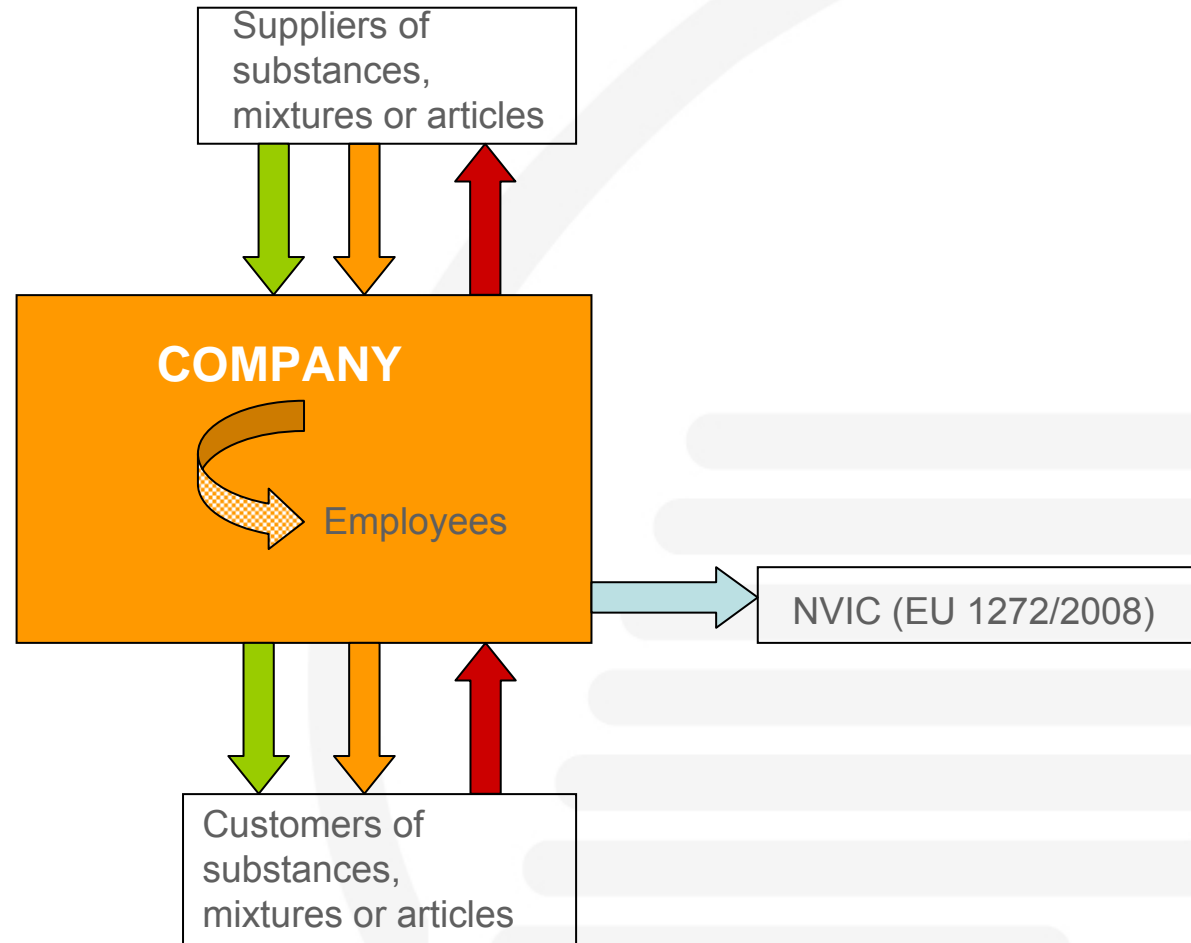 Suppliers of
substances,
mixtures or articles
COMPANY
Employees
NVIC (EU 1272/2008)
Customers of
substances,
mixtures or articles